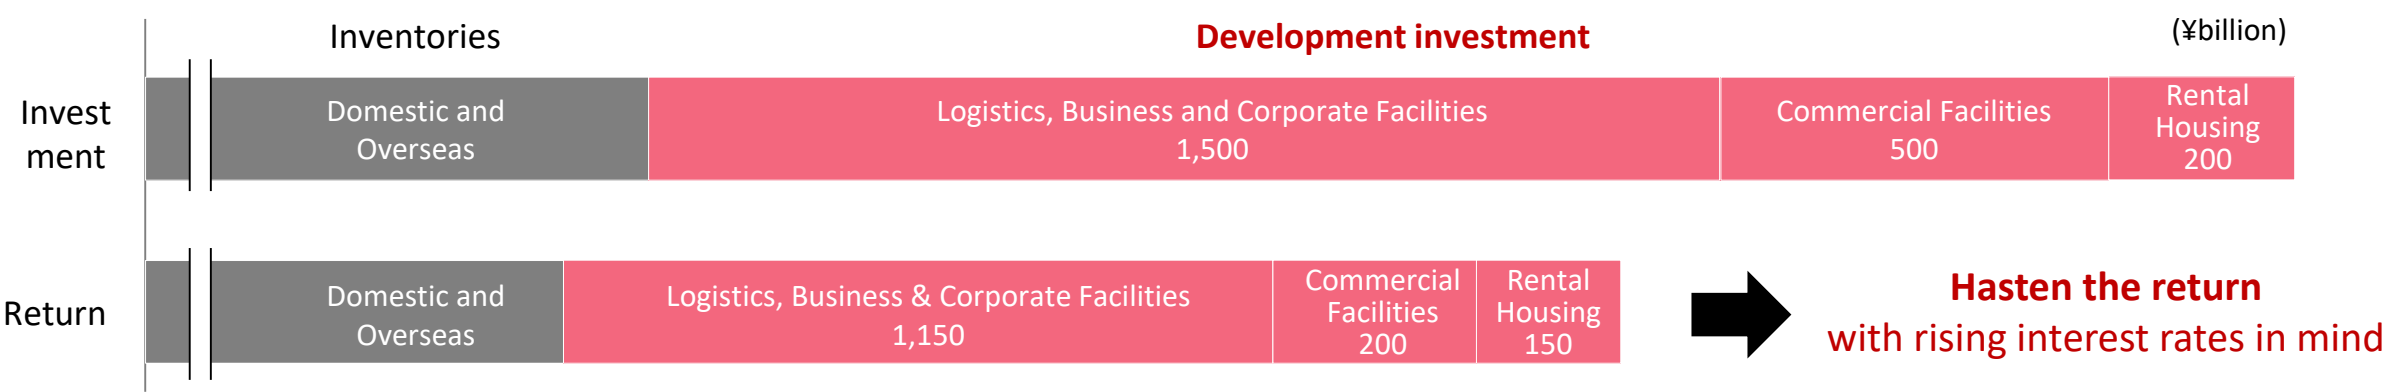 Inventories
Development investment
(¥billion)
Invest
ment
Domestic and
Overseas
Logistics, Business and Corporate Facilities
1,500
Commercial Facilities
500
Rental
Housing
200
Return
Domestic and
Overseas
Logistics, Business & Corporate Facilities
1,150
Commercial
Facilities
200
Rental
Housing
150
Hasten the return
with rising interest rates in mind